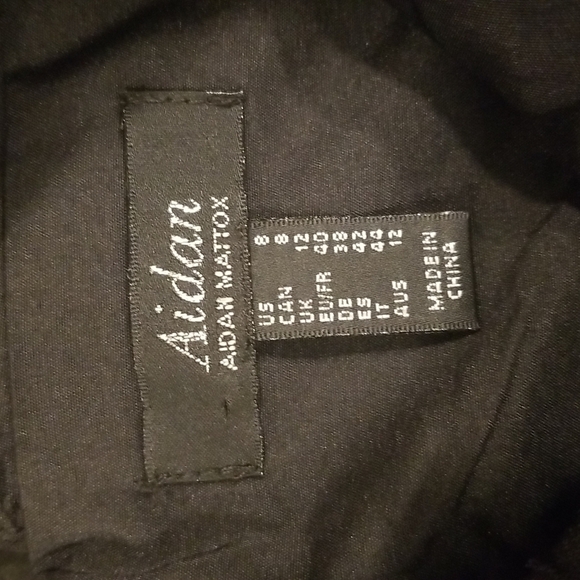 Aidan
AIDAN MATTOX
US 8
CAN 8
UK 12
EU/FR 40
DE 38
ES 42
IT 44
AUS 12
MADE IN
CHINA